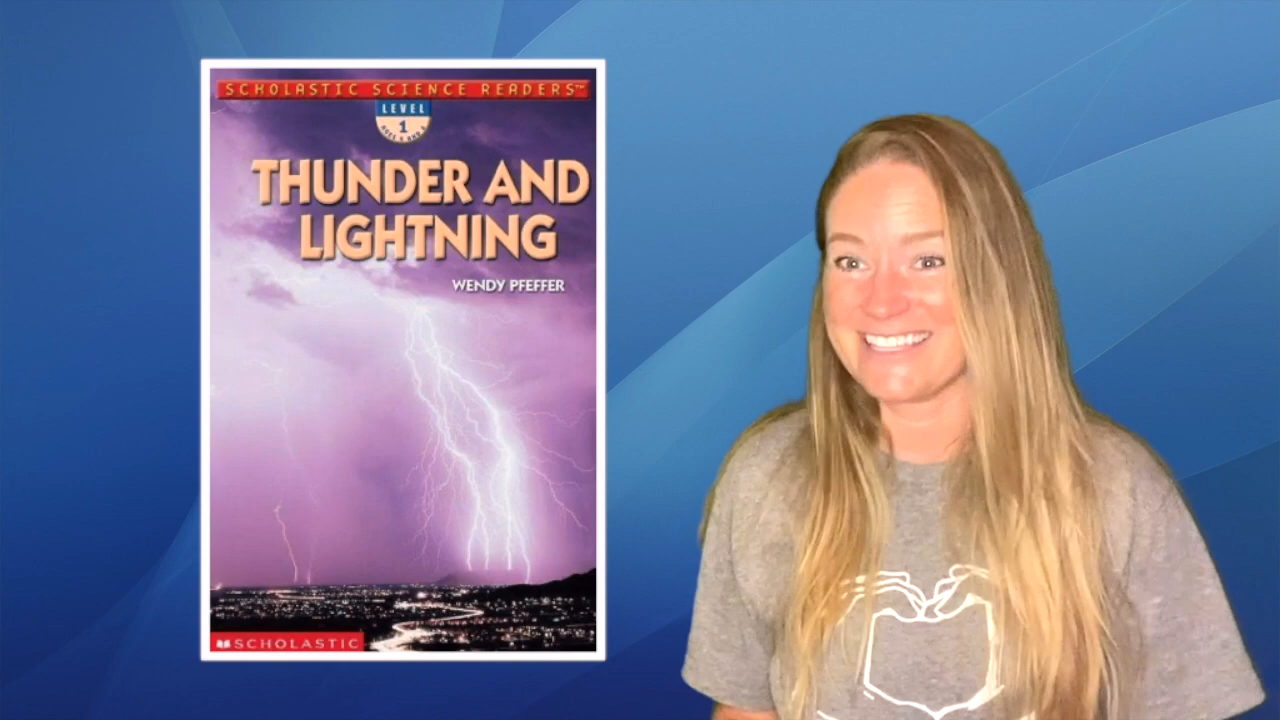 SCHOLASTIC SCIENCE READERS™
LEVEL
1
THUNDER AND
LIGHTNING
WENDY PFEFFER
SCHOLASTIC